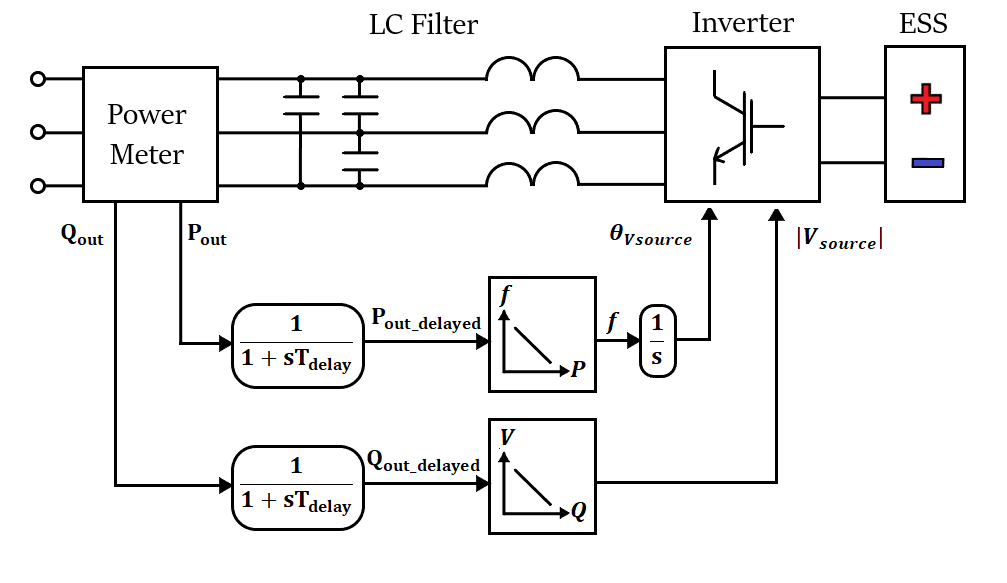 LC Filter
Inverter
ESS
Power
Meter
Q_out
P_out
θ_Vsource
|V_source|
1
1 + sT_delay
P_out_delayed
f
P
f
1
s
1
1 + sT_delay
Q_out_delayed
V
Q